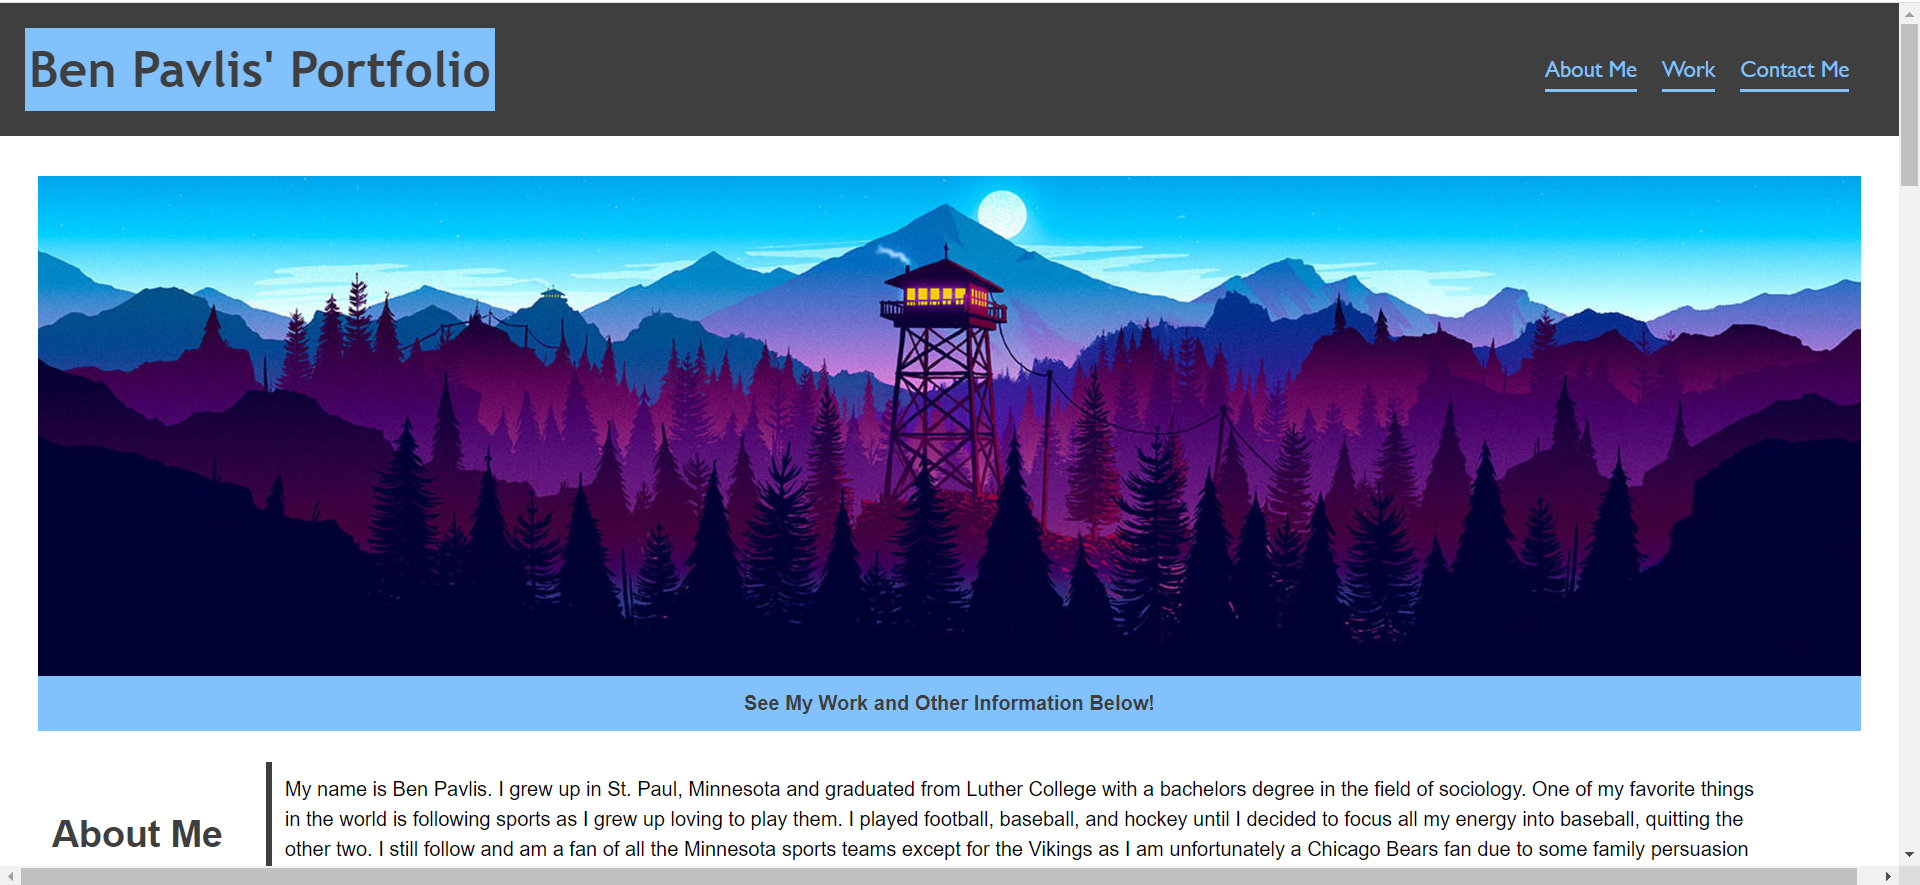 Ben Pavlis' Portfolio
About Me
Work
Contact Me
See My Work and Other Information Below!
About Me
My name is Ben Pavlis. I grew up in St. Paul, Minnesota and graduated from Luther College with a bachelors degree in the field of sociology. One of my favorite things
in the world is following sports as I grew up loving to play them. I played football, baseball, and hockey until I decided to focus all my energy into baseball, quitting the
other two. I still follow and am a fan of all the Minnesota sports teams except for the Vikings as I am unfortunately a Chicago Bears fan due to some family persuasion